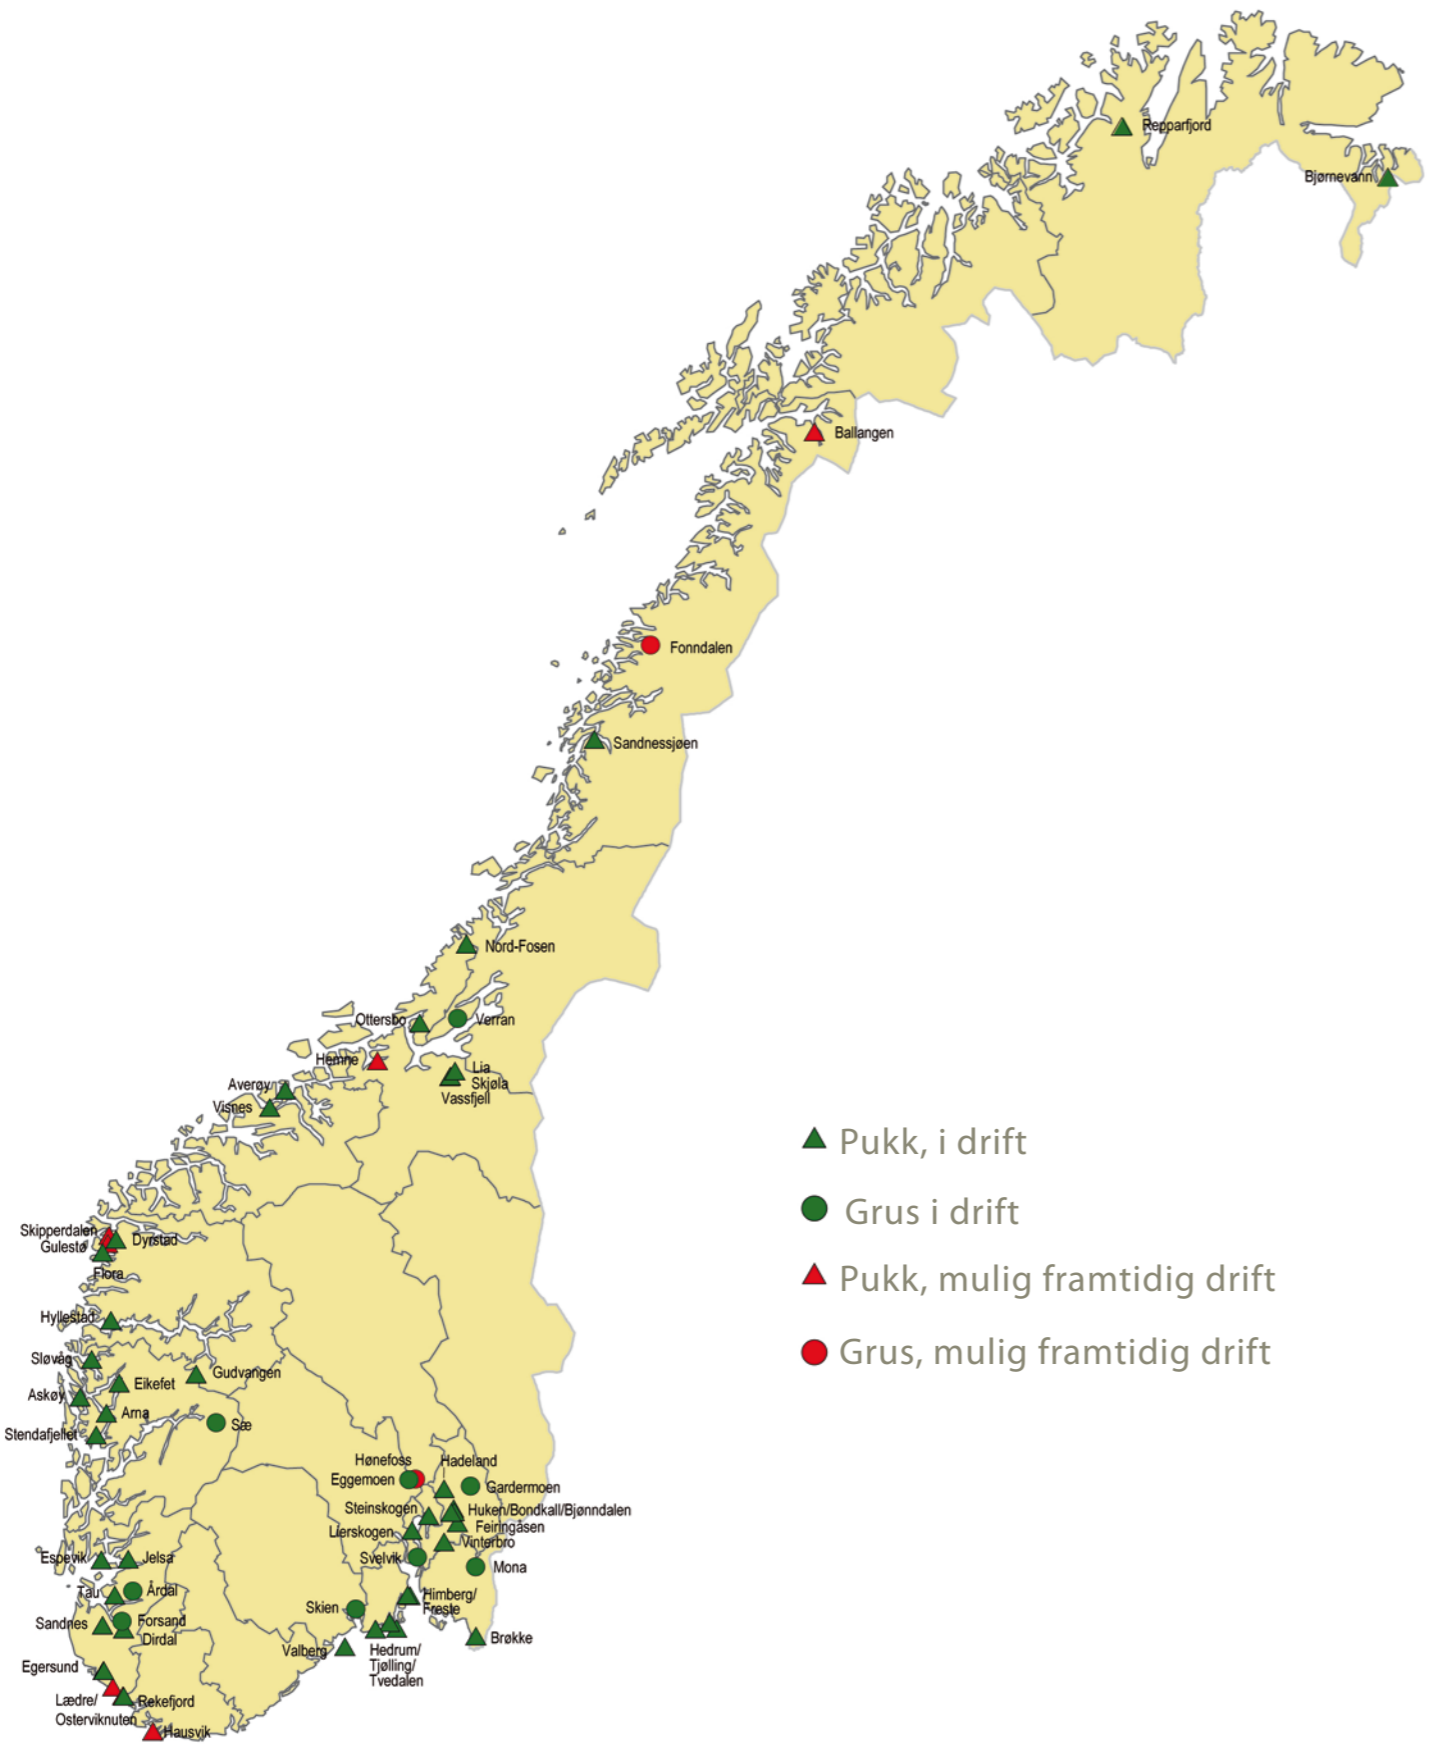 Repparfjord
Bjørnevann
Ballangen
Fonndalen
Sandnessjøen
Nord-Fosen
Ottersbo
Verran
Hemne
Lia
Skjøla
Vassfjell
Averøy
Visnes
Pukk, i drift
Grus i drift
Pukk, mulig framtidig drift
Grus, mulig framtidig drift
Skipperdalen
Gulestø
Dyrstad
Flora
Hyllestad
Sløvåg
Gudvangen
Eikefet
Askøy
Arna
Stendafjellet
Sæ
Hønefoss
Eggemoen
Hadeland
Gardermoen
Steinskogen
Huken/Bondkall/Bjønndalen
Feiringåsen
Lierskogen
Vinterbro
Svelvik
Mona
Espevik
Jelsa
Tau
Årdal
Himberg/
Freste
Skien
Sandnes
Forsand
Dirdal
Valberg
Hedrum/
Tjølling/
Tvedalen
Brøkke
Egersund
Lædre/
Osterviknuten
Rekefjord
Hausvik